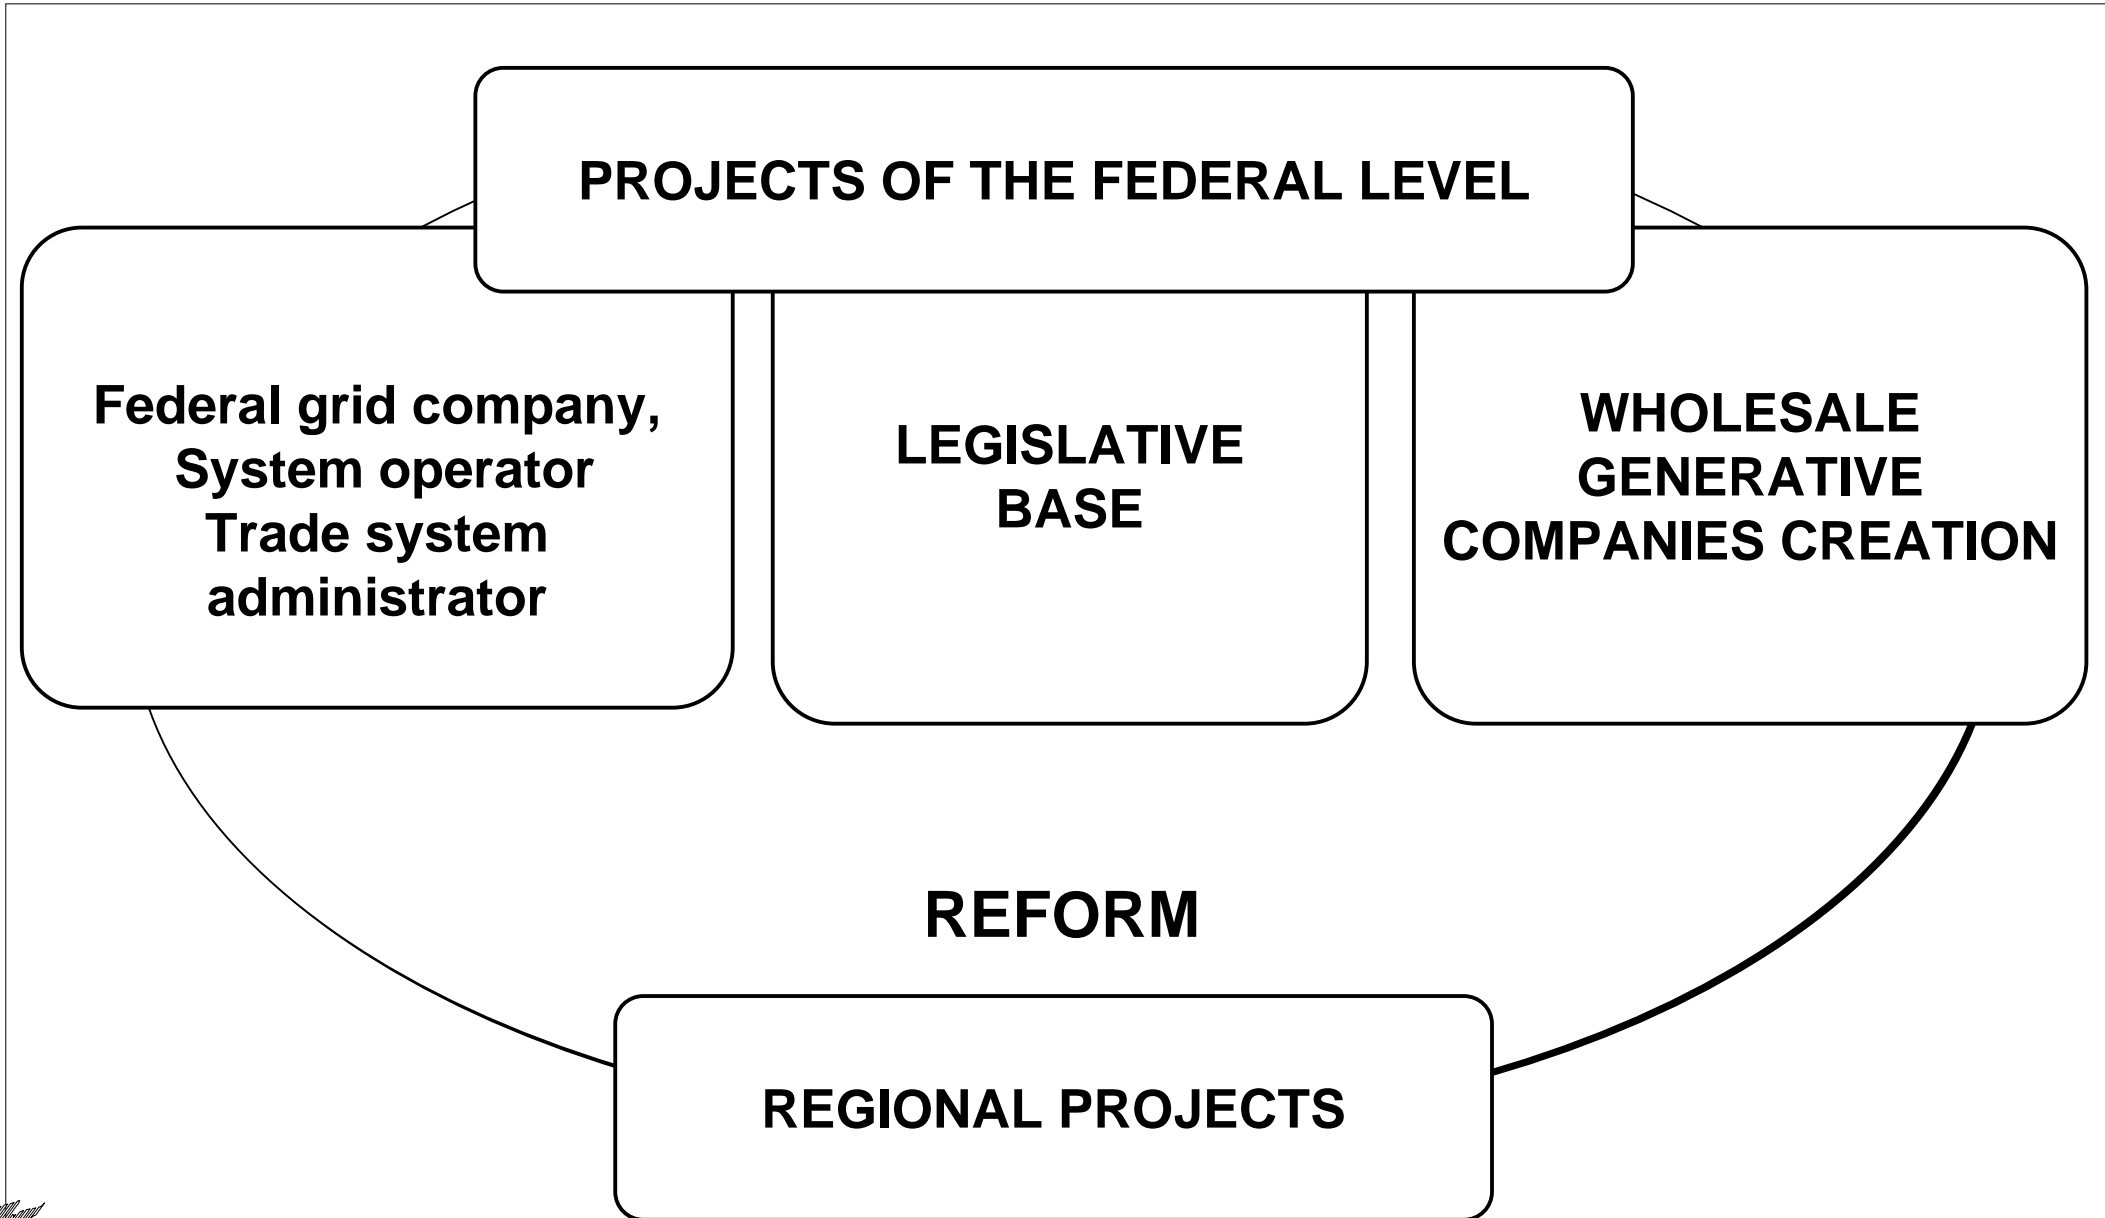 PROJECTS OF THE FEDERAL LEVEL
Federal grid company,
System operator
Trade system
administrator
LEGISLATIVE
BASE
WHOLESALE
GENERATIVE
COMPANIES CREATION
REFORM
REGIONAL PROJECTS